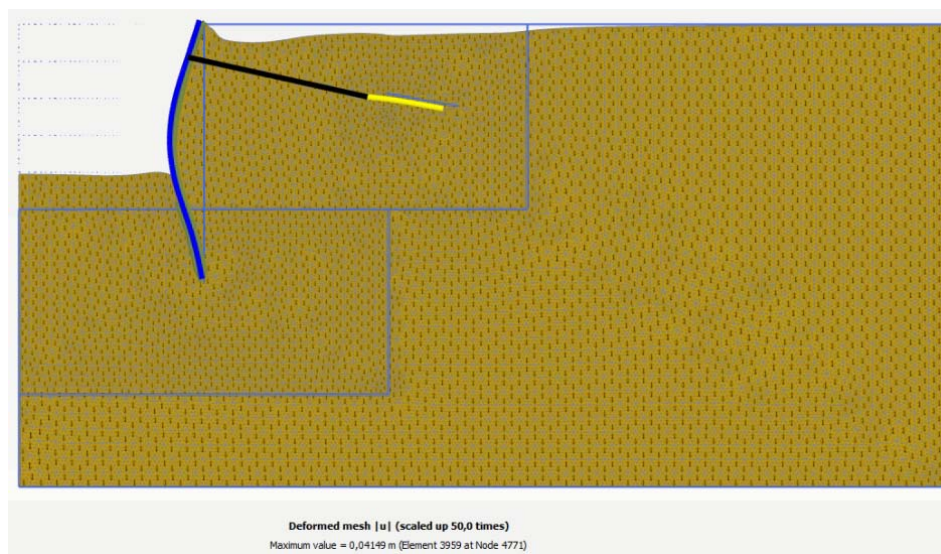 Deformed mesh |u| (scaled up 50,0 times)
Maximum value = 0,04149 m (Element 3959 at Node 4771)